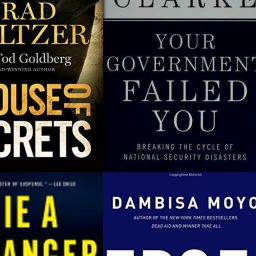 RAD
LTZER
Tod Goldberg
WINNING AUTHOR
OUSE OF
CRETS
CLARKE
YOUR
GOVERNMENT
FAILED
YOU
BREAKING THE CYCLE OF
NATIONAL SECURITY DISASTERS
Copyrighted Material
OF SUSPENSE." —LEE CHILD
IE A
ANGER
DAMBISA MOYO
AUTHOR OF THE NEW YORK TIMES BESTSELLERS
DEAD AID AND WINNER TAKE ALL